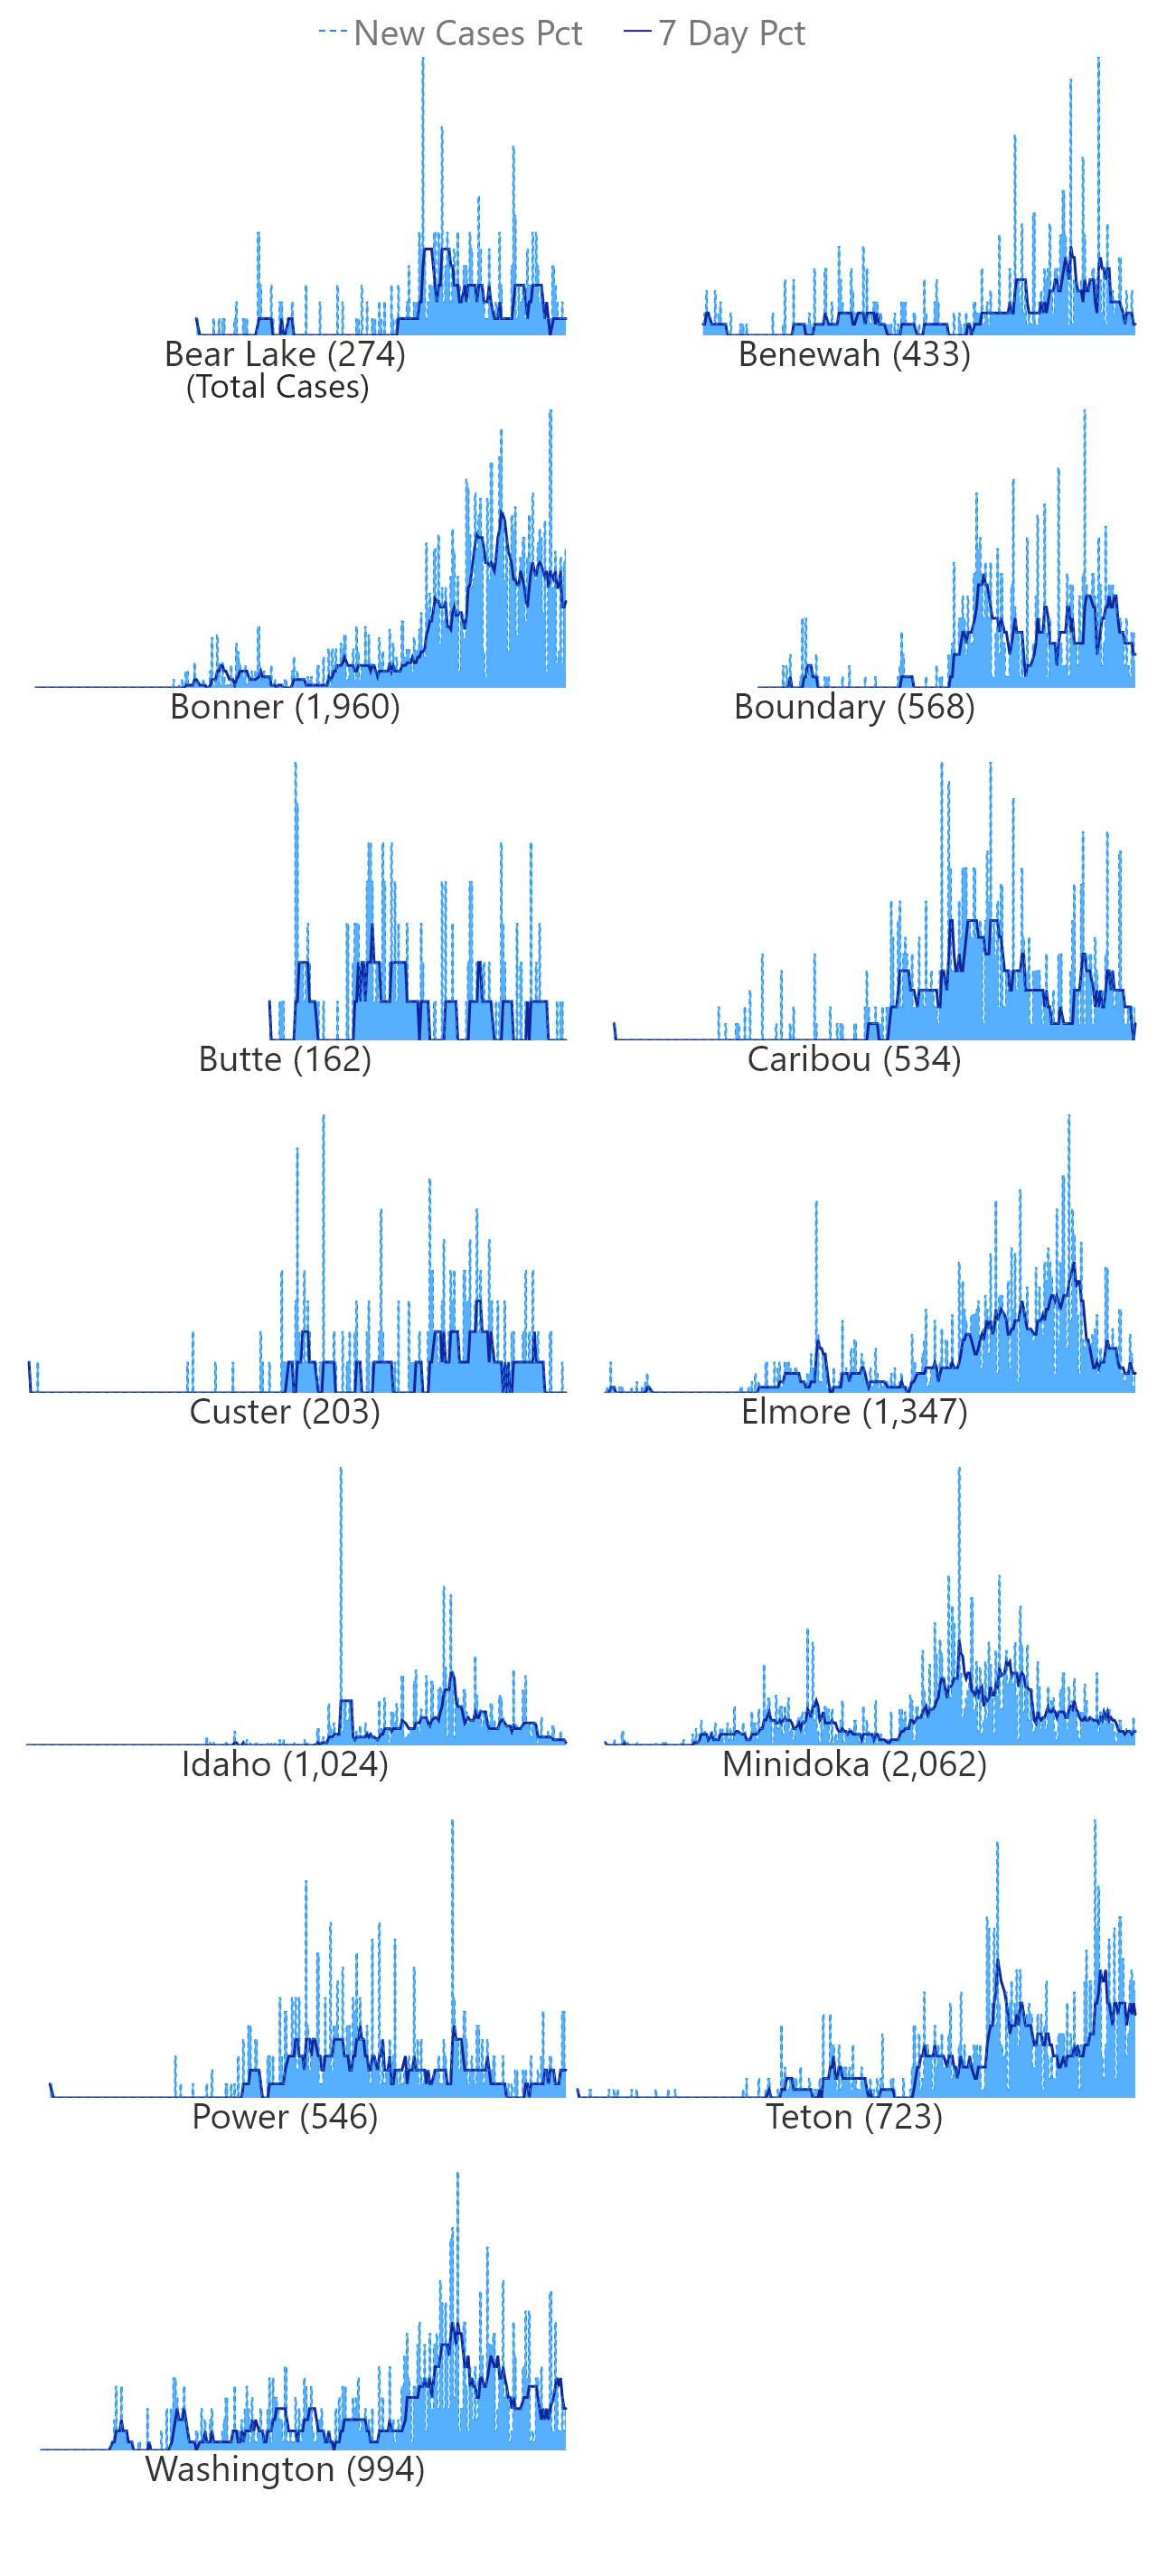 New Cases Pct 7 Day Pct
Bear Lake (274) Benewah (433)
(Total Cases)
Bonner (1,960) Boundary (568)
Butte (162) Caribou (534)
Custer (203) Elmore (1,347)
Idaho (1,024) Minidoka (2,062)
Power (546) Teton (723)
Washington (994)